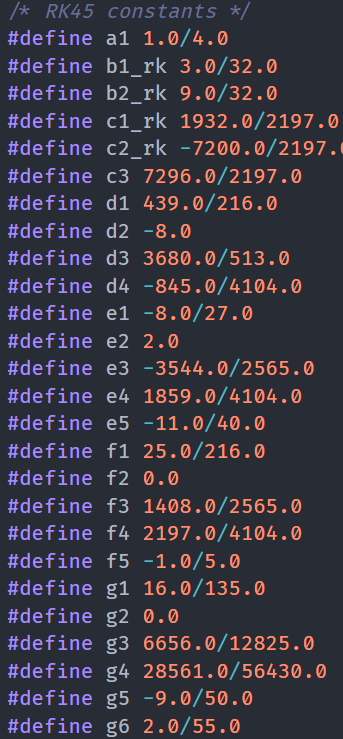 /* RK45 constants */
#define a1 1.0/4.0
#define b1_rk 3.0/32.0
#define b2_rk 9.0/32.0
#define c1_rk 1932.0/2197.0
#define c2_rk -7200.0/2197.0
#define c3 7296.0/2197.0
#define d1 439.0/216.0
#define d2 -8.0
#define d3 3680.0/513.0
#define d4 -845.0/4104.0
#define e1 -8.0/27.0
#define e2 2.0
#define e3 -3544.0/2565.0
#define e4 1859.0/4104.0
#define e5 -11.0/40.0
#define f1 25.0/216.0
#define f2 0.0
#define f3 1408.0/2565.0
#define f4 2197.0/4104.0
#define f5 -1.0/5.0
#define g1 16.0/135.0
#define g2 0.0
#define g3 6656.0/12825.0
#define g4 28561.0/56430.0
#define g5 -9.0/50.0
#define g6 2.0/55.0